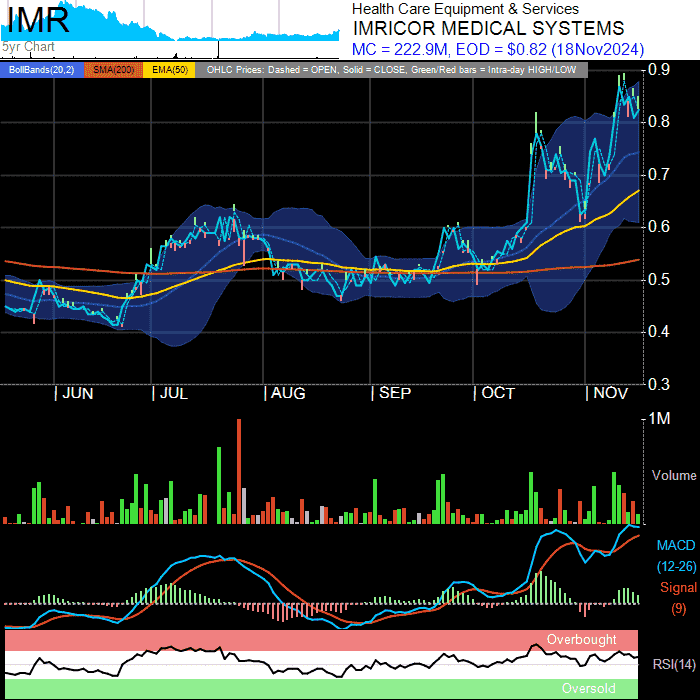 IMR
5yr Chart
Health Care Equipment & Services
IMRICOR MEDICAL SYSTEMS
MC = 222.9M, EOD = $0.82 (18Nov2024)
BollBands(20,2) SMA(200) EMA(50) OHLC Prices: Dashed = OPEN, Solid = CLOSE, Green/Red bars = Intra-day HIGH/LOW
0.9
0.8
0.7
0.6
0.5
0.4
0.3
JUN JUL AUG SEP OCT NOV
1M
Volume
MACD
(12-26)
Signal
(9)
Overbought
RSI(14)
Oversold